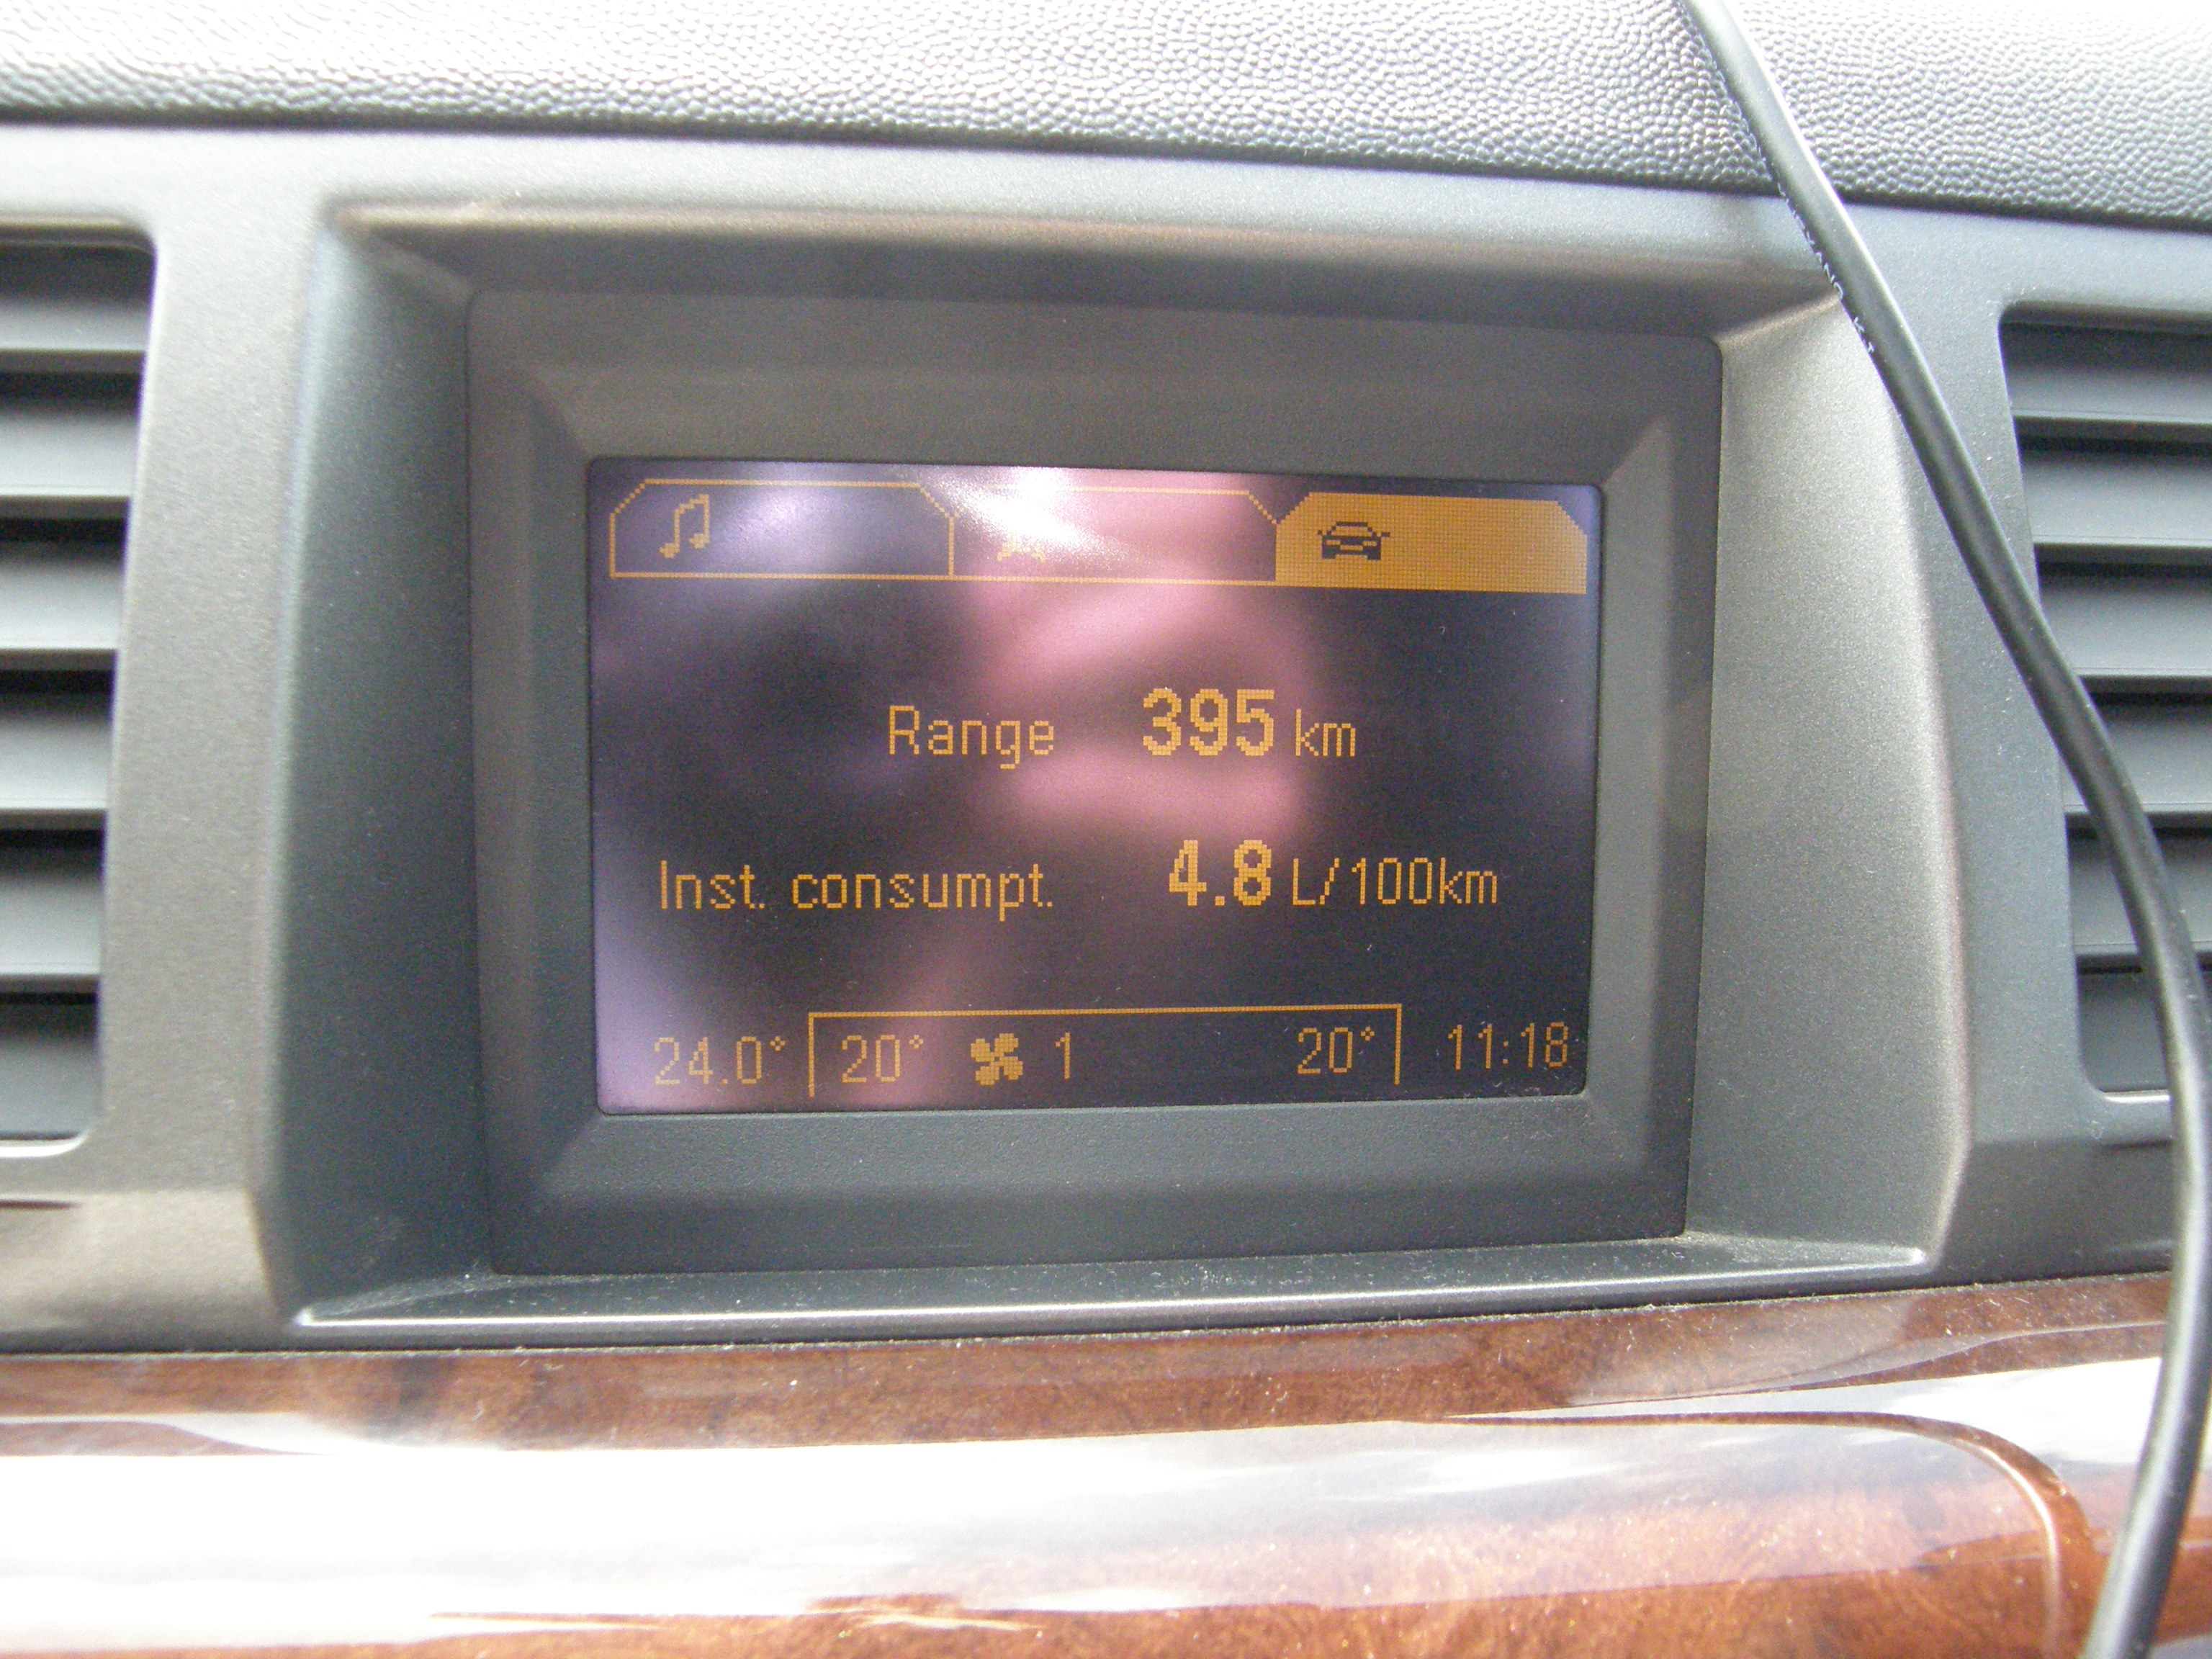 Range 395 km
Inst. consumpt. 4.8 L/100km
24.0° 20° 1 20° 11:18